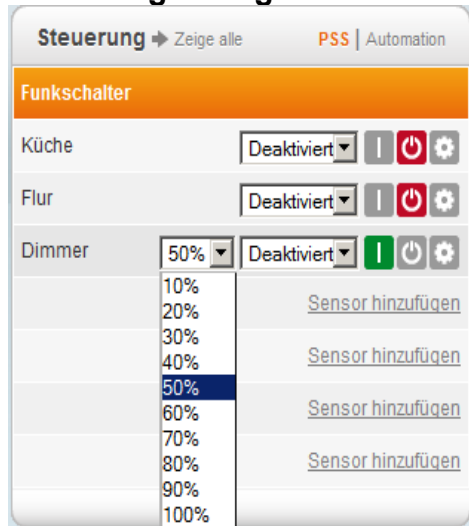 Steuerung Zeige alle PSS | Automation
Funkschalter
Küche Deaktiviert
Flur Deaktiviert
Dimmer 50% Deaktiviert
10%
20%
Sensor hinzufügen
30%
40%
Sensor hinzufügen
50%
60%
Sensor hinzufügen
70%
80%
Sensor hinzufügen
90%
100%